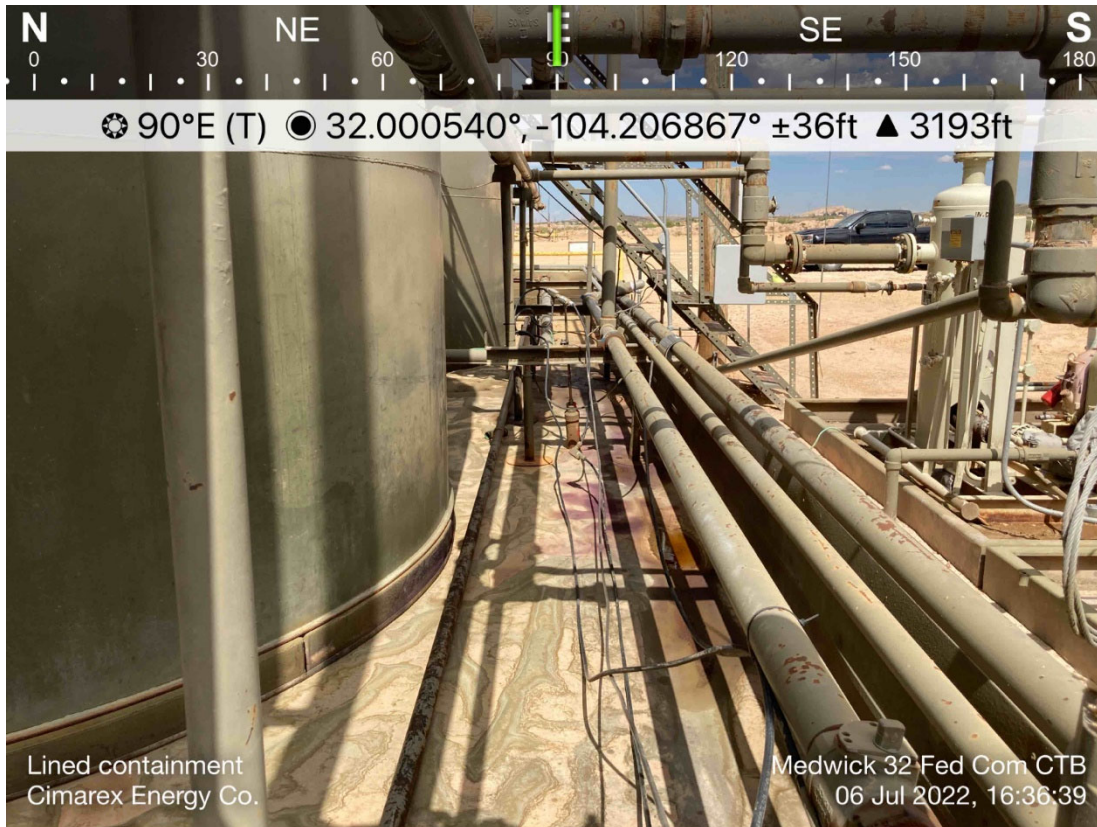 N NE E SE S
0 30 60 90 120 150 180
90°E (T) 32.000540°, -104.206867° ±36ft ▲ 3193ft
Lined containment
Cimarex Energy Co.
Medwick 32 Fed Com CTB
06 Jul 2022, 16:36:39